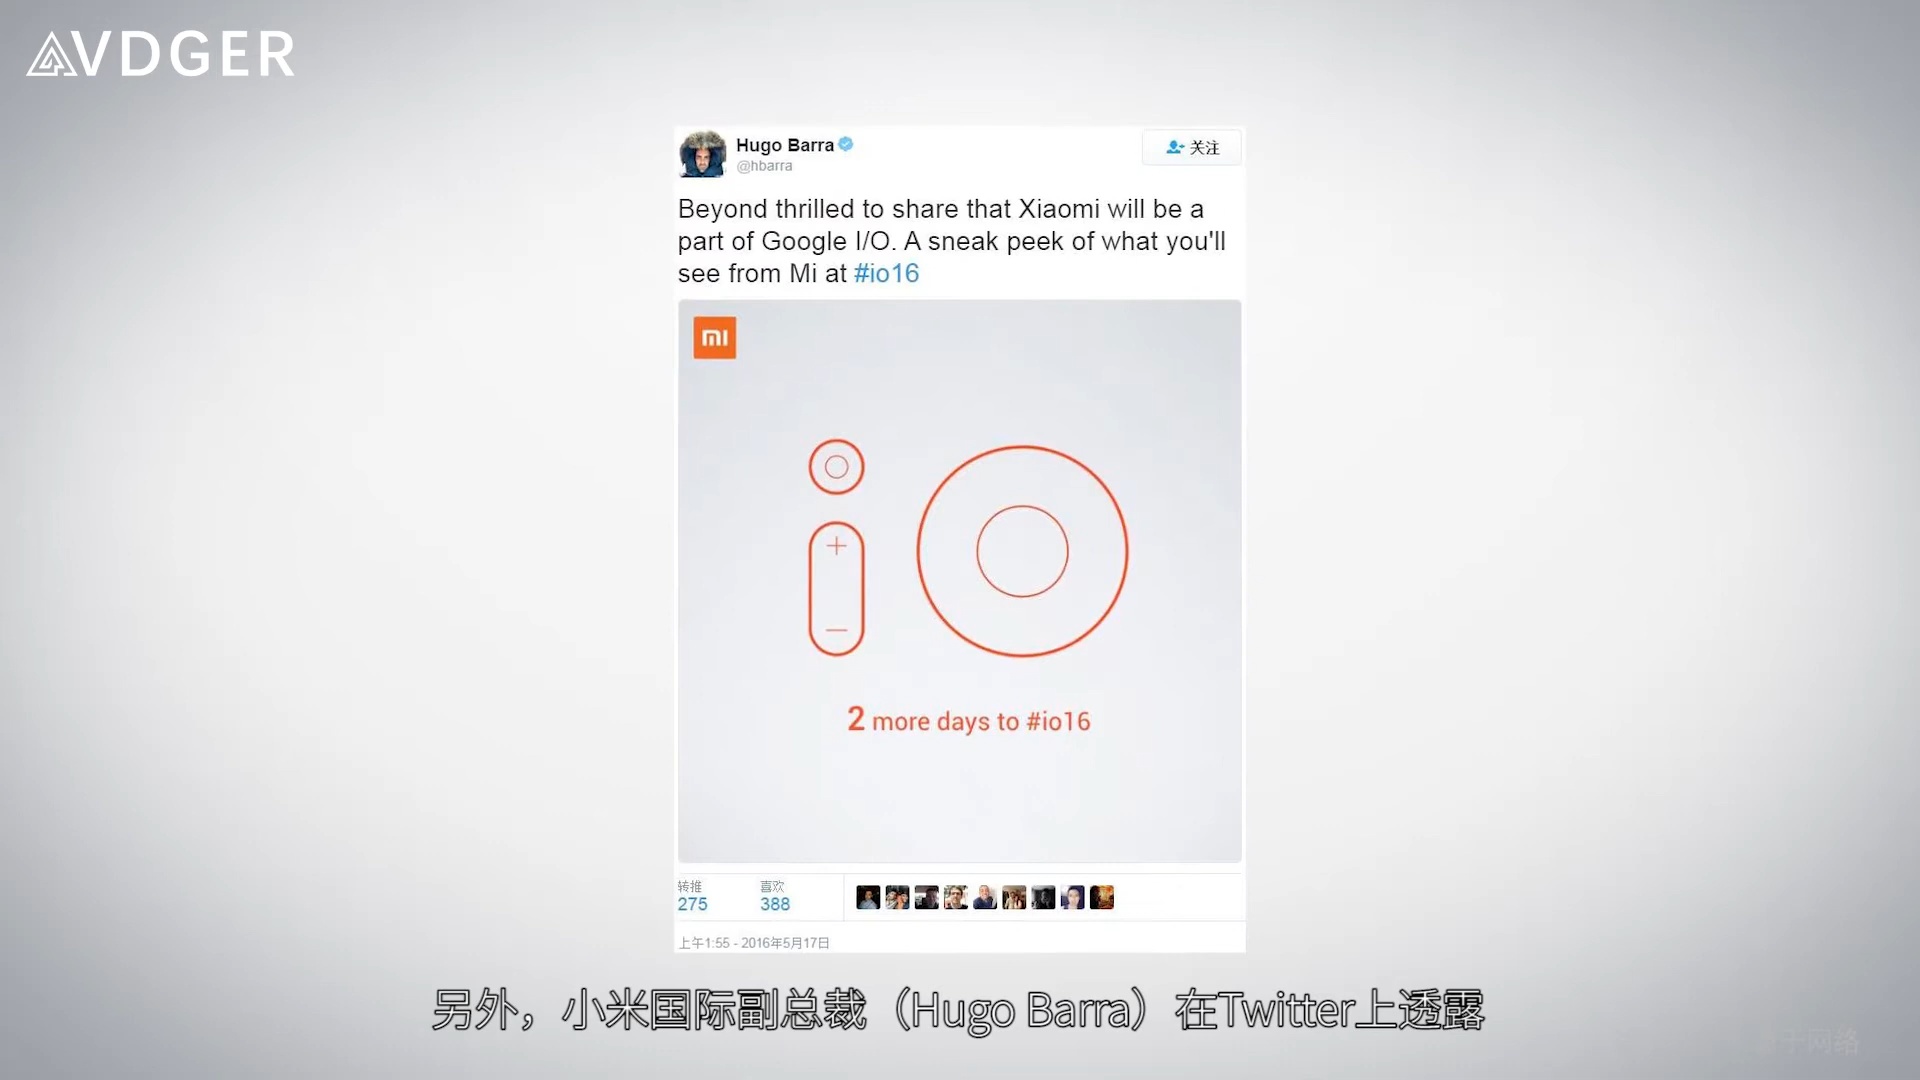 AVDGER
Hugo Barra
@hbarra
关注
Beyond thrilled to share that Xiaomi will be a
part of Google I/O. A sneak peek of what you'll
see from Mi at #io16
mi
2 more days to #io16
转推 喜欢
275 388
上午1:55 - 2016年5月17日
另外，小米国际副总裁（Hugo Barra）在Twitter上透露